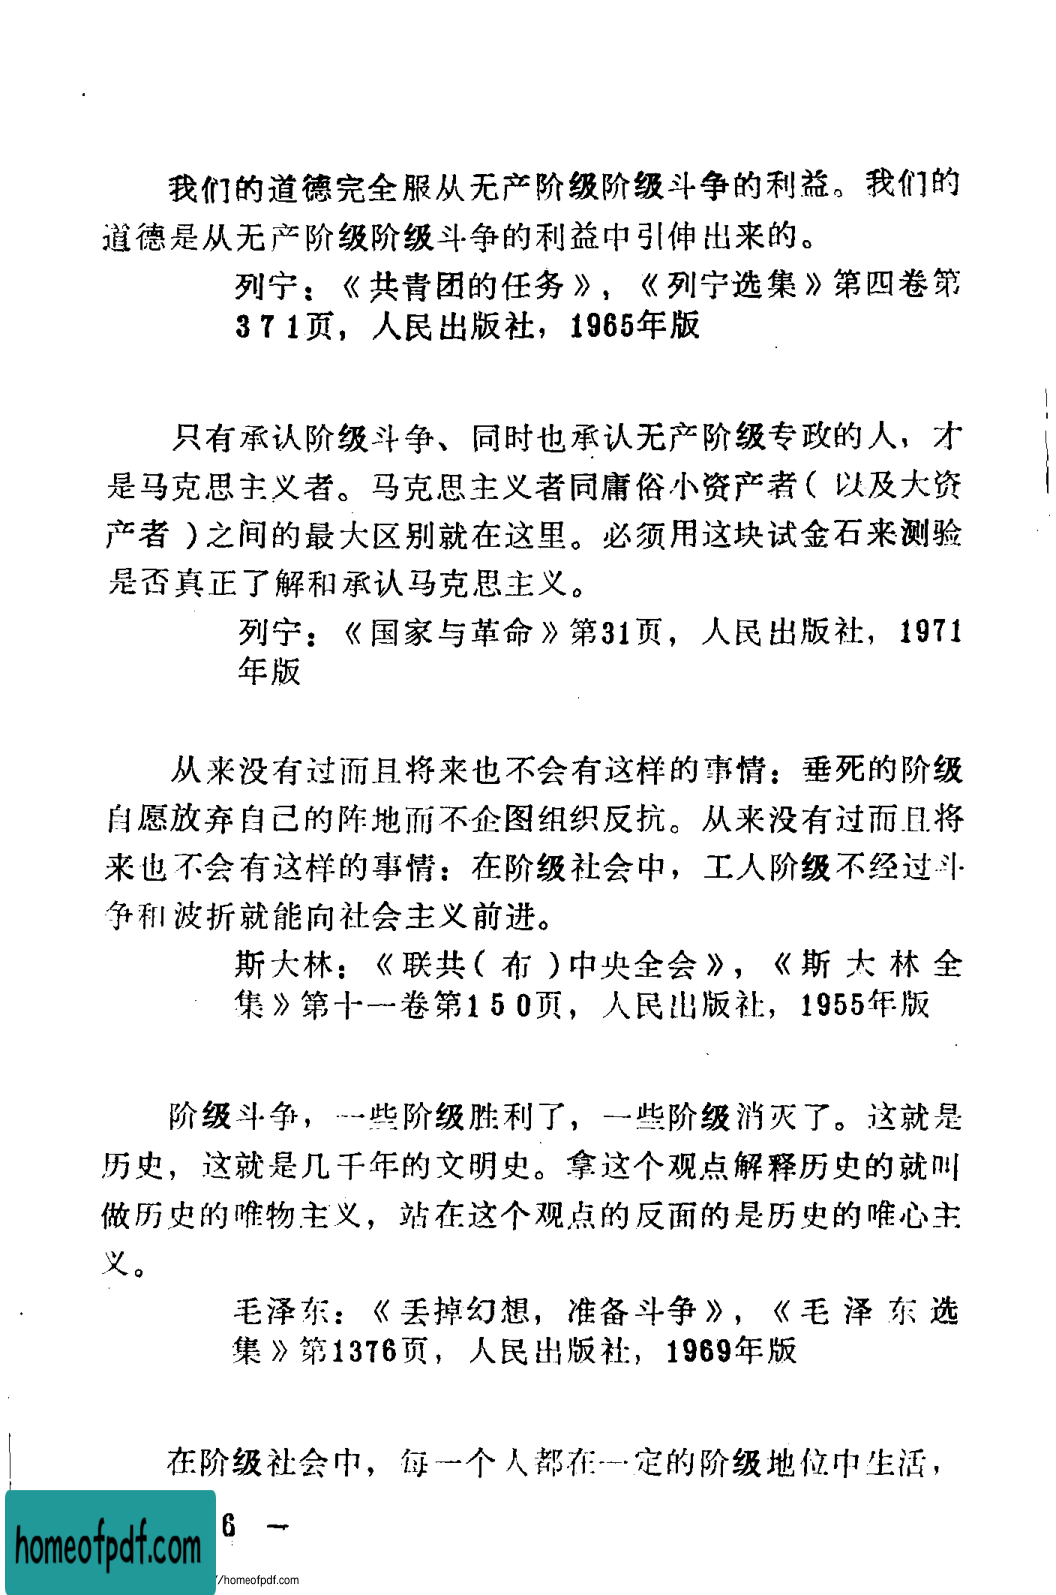 我们的道德完全服从无产阶级阶级斗争的利益。我们的
道德是从无产阶级阶级斗争的利益中引伸出来的。
列宁：《共青团的任务》，《列宁选集》第四卷第
371页，人民出版社，1965年版
只有承认阶级斗争、同时也承认无产阶级专政的人，才
是马克思主义者。马克思主义者同庸俗小资产者（以及大资
产者）之间的最大区别就在这里。必须用这块试金石来测验
是否真正了解和承认马克思主义。
列宁：《国家与革命》第31页，人民出版社，1971
年版
从来没有过而且将来也不会有这样的事情：垂死的阶级
自愿放弃自己的阵地而不企图组织反抗。从来没有过而且将
来也不会有这样的事情：在阶级社会中，工人阶级不经过斗
争和波折就能向社会主义前进。
斯大林：《联共（布）中央全会》，《斯大林全
集》第十一卷第150页，人民出版社，1955年版
阶级斗争，一些阶级胜利了，一些阶级消灭了。这就是
历史，这就是几千年的文明史。拿这个观点解释历史的就叫
做历史的唯物主义，站在这个观点的反面的是历史的唯心主
义。
毛泽东：《丢掉幻想，准备斗争》，《毛泽东选
集》第1376页，人民出版社，1969年版
在阶级社会中，每一个人都在一定的阶级地位中生活，
6 —
homeofpdf.com
//homeofpdf.com